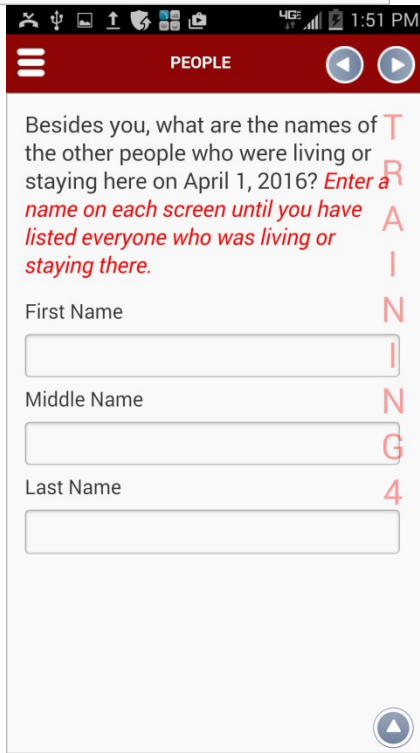 4G 1:51 PM
PEOPLE
Besides you, what are the names of
the other people who were living or
staying here on April 1, 2016? Enter a
name on each screen until you have
listed everyone who was living or
staying there.
First Name
Middle Name
Last Name
T
R
A
I
N
I
N
G
4